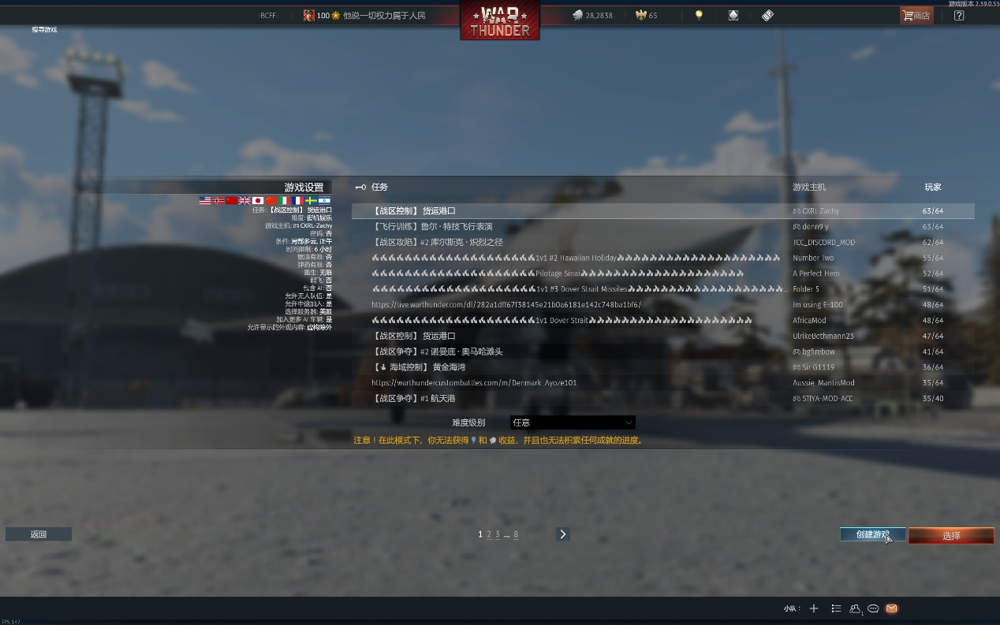 游戏版本 2.39.0.55
BCFF
100 他说一切权力属于人民
WAR THUNDER
28,2838
65
商店
搜寻游戏
游戏设置
任务: 【战区控制】 货运港口
难度: 街机娱乐
游戏主机: CXRL-Zachy
密码: 否
条件: 局部多云, 正午
时间限制: 6 小时
燃油有限: 否
弹药有限: 否
重生: 无限
起飞: 否
包含 AI: 否
允许无人队伍: 是
允许中途加入: 是
选择服务器: 美服
加入更多 AI 车辆: 是
允许显示的外观内容: 虚构除外
任务 游戏主机 玩家
【战区控制】 货运港口 CXRL-Zachy 63/64
【飞行训练】 鲁尔 · 特技飞行表演 denn9 y 63/64
【战区攻陷】 #2 库尔斯克 · 炽烈之径 TCC_DISCORD_MOD 62/64
1v1 #2 Hawaiian Holiday Number Two 55/64
Pilotage Sinai A Perfect Hero 52/64
1v1 #3 Dover Strait Missiles... Folder 5 51/64
https://live.warthunder.com/dl/282a1dff67f38145e21b0a6181e142c748ba1bf6/ Im using E-100 48/64
1v1 Dover Strait AfricaMod 48/64
【战区控制】 货运港口 UlrikeBethmann23 47/64
【战区争夺】 #2 诺曼底 · 奥马哈滩头 bgfirebow 41/64
【海域控制】 黄金海湾 Sir G1119 36/64
https://warthundercustombattles.com/m/Denmark_Ayoze101 Aussie_MantisMod 35/64
【战区争夺】 #1 航天港 STIYA-MOD-ACC 35/40
难度级别 任意
注意！在此模式下，你无法获得 和 收益，并且也无法积累任何成就的进度。
返回
1 2 3 ... 8
创建游戏
选择
小队：
1
FPS: 147